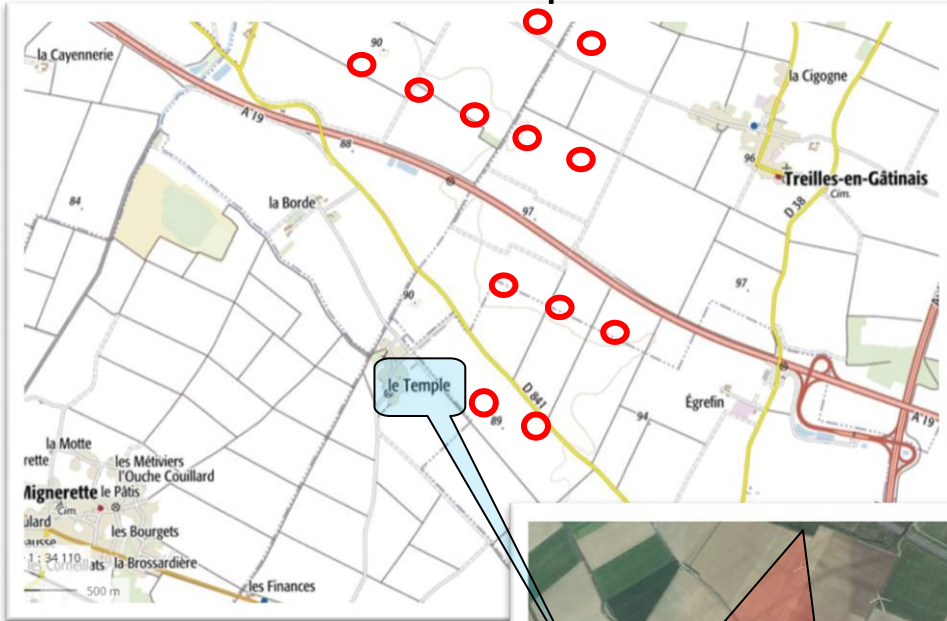 90
la Cayennerie
la Cigogne
A 19
88
96
Treilles-en-Gâtinais
Cim.
84
la Borde
97
D 38
97
90
le Temple
D 841
89
94
Égrefin
A 19
la Motte
rette
les Métiviers
l'Ouche Couillard
Mignerette
le Pâtis
Cim.
ulard
les Bourgets
1 : 34 110
la Brossardière
500 m
les Finances